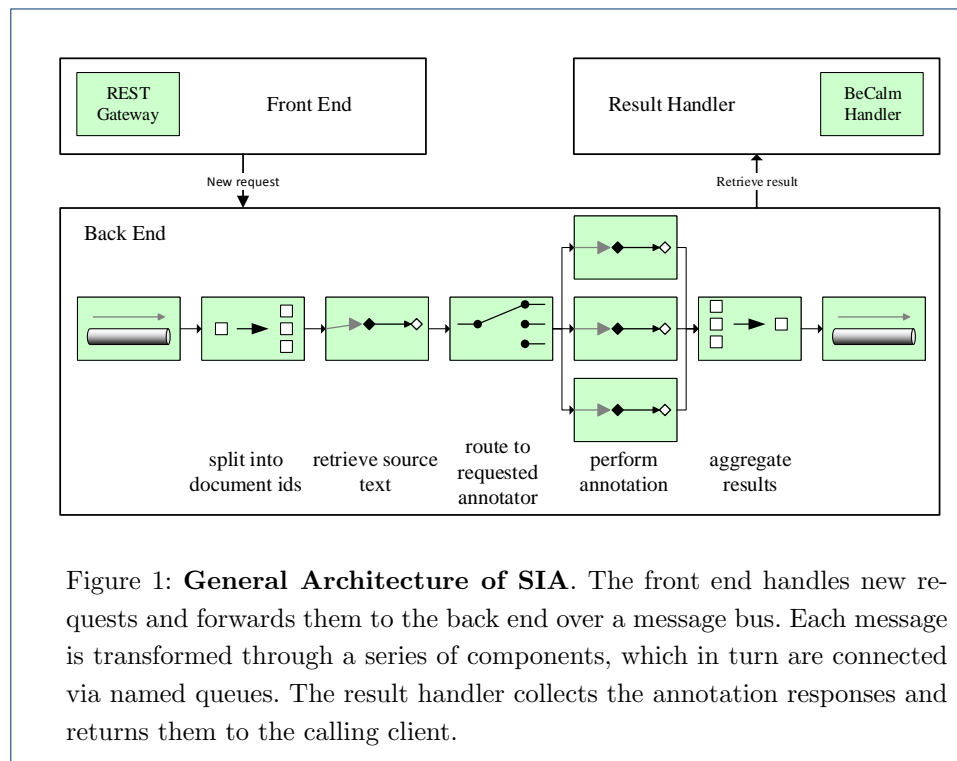 REST
Gateway
Front End
Result Handler
BeCalm
Handler
New request
Retrieve result
Back End
split into
document ids
retrieve source
text
route to
requested
annotator
perform
annotation
aggregate
results
Figure 1: General Architecture of SIA. The front end handles new re-
quests and forwards them to the back end over a message bus. Each message
is transformed through a series of components, which in turn are connected
via named queues. The result handler collects the annotation responses and
returns them to the calling client.